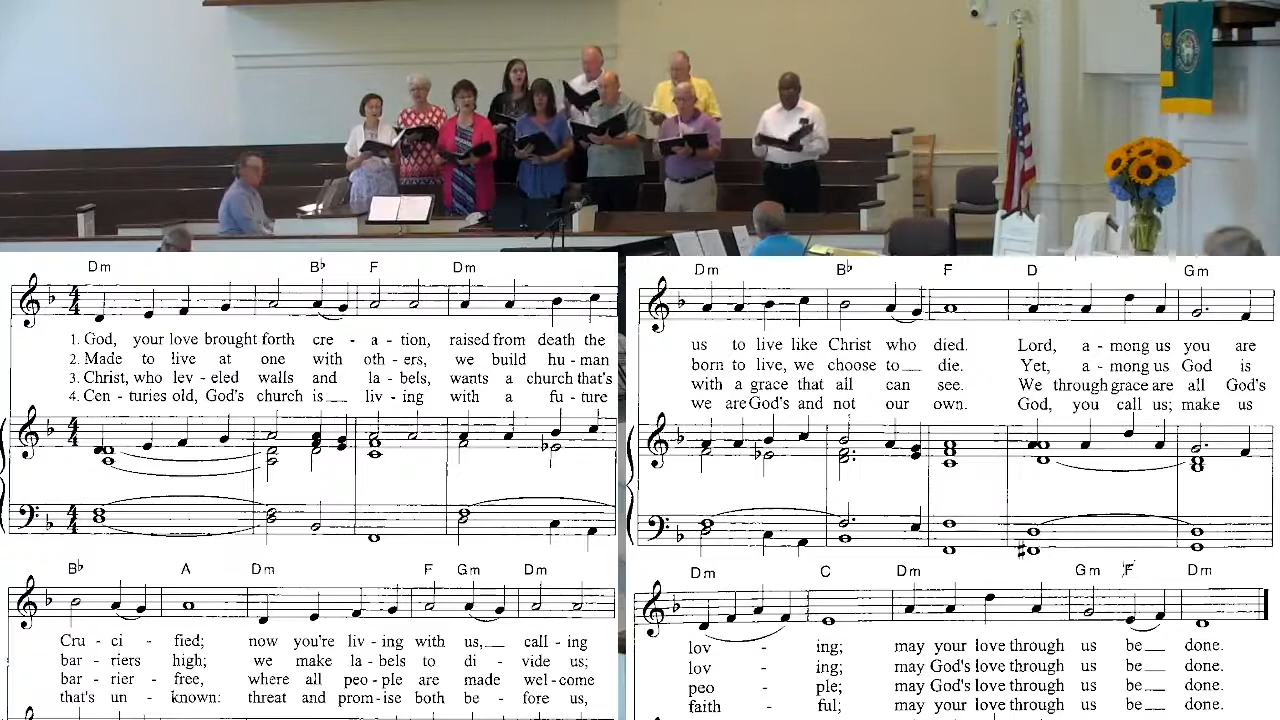 Dm B♭ F Dm
1. God, your love brought forth cre - a - tion, raised from death the
2. Made to live at one with oth - ers, we build hu - man
3. Christ, who lev - eled walls and la - bels, wants a church that's
4. Cen - turies old, God's church is__ liv - ing with a fu - ture
B♭ A Dm F Gm Dm
Cru - ci - fied; now you're liv - ing with us,__ call - ing
bar - riers high; we make la - bels to di - vide us;
bar - rier - free, where all peo - ple are made wel - come
that's un - known: threat and prom - ise both be - fore us,
Dm B♭ F D Gm
us to live like Christ who died. Lord, a - mong us you are
born to live, we choose to__ die. Yet, a - mong us God is
with a grace that all can see. We through grace are all God's
we are God's and not our own. God, you call us; make us
Dm C Dm Gm F Dm
lov - ing; may your love through us be__ done.
lov - ing; may God's love through us be__ done.
peo - ple; may God's love through us be__ done.
faith - ful; may your love through us be__ done.